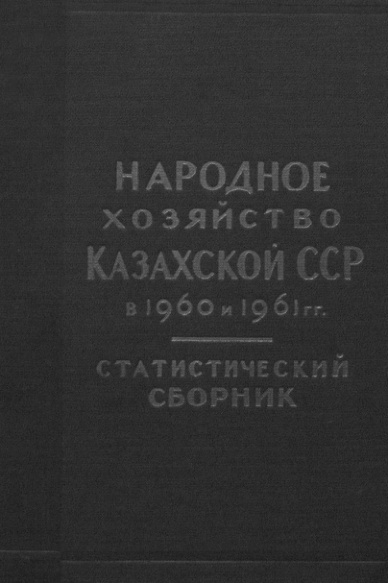 НАРОДНОЕ
ХОЗЯЙСТВО
КАЗАХСКОЙ ССР
в 1960 и 1961 гг.
СТАТИСТИЧЕСКИЙ
СБОРНИК